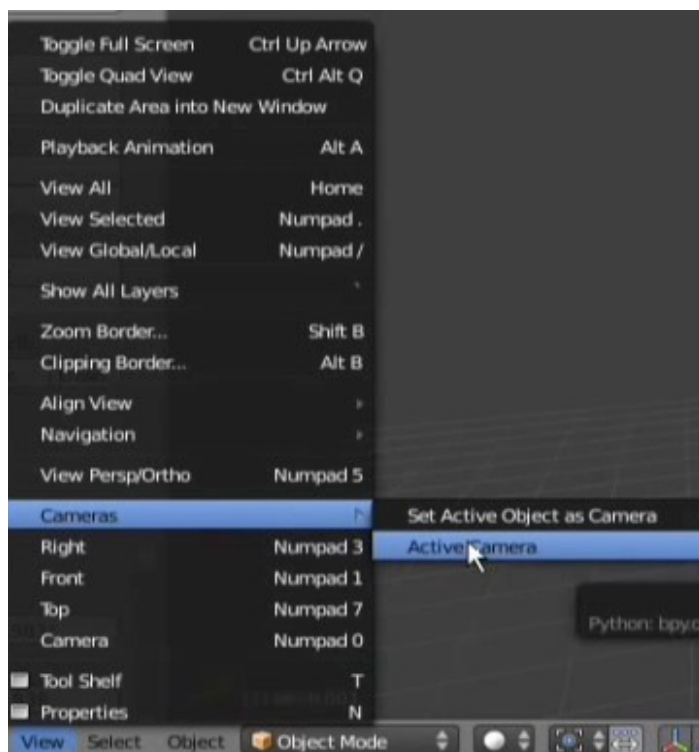 Toggle Full Screen Ctrl Up Arrow
Toggle Quad View Ctrl Alt Q
Duplicate Area into New Window
Playback Animation Alt A
View All Home
View Selected Numpad .
View Global/Local Numpad /
Show All Layers `
Zoom Border... Shift B
Clipping Border... Alt B
Align View
Navigation
View Persp/Ortho Numpad 5
Cameras
Set Active Object as Camera
Right Numpad 3
Active Camera
Front Numpad 1
Top Numpad 7
Camera Numpad 0
Python:
Tool Shelf T
Properties N
View Select Object Object Mode